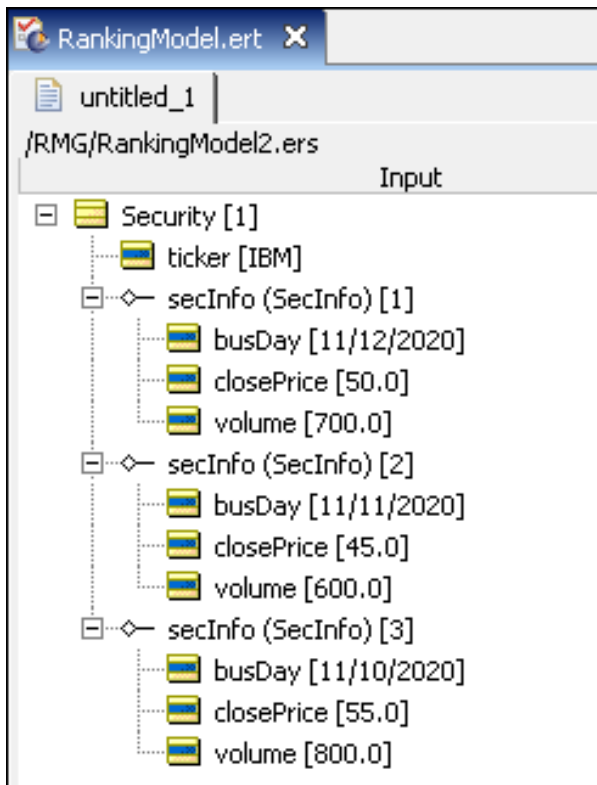 RankingModel.ert
untitled_1
/RMG/RankingModel2.ers
Input
Security [1]
ticker [IBM]
secInfo (SecInfo) [1]
busDay [11/12/2020]
closePrice [50.0]
volume [700.0]
secInfo (SecInfo) [2]
busDay [11/11/2020]
closePrice [45.0]
volume [600.0]
secInfo (SecInfo) [3]
busDay [11/10/2020]
closePrice [55.0]
volume [800.0]